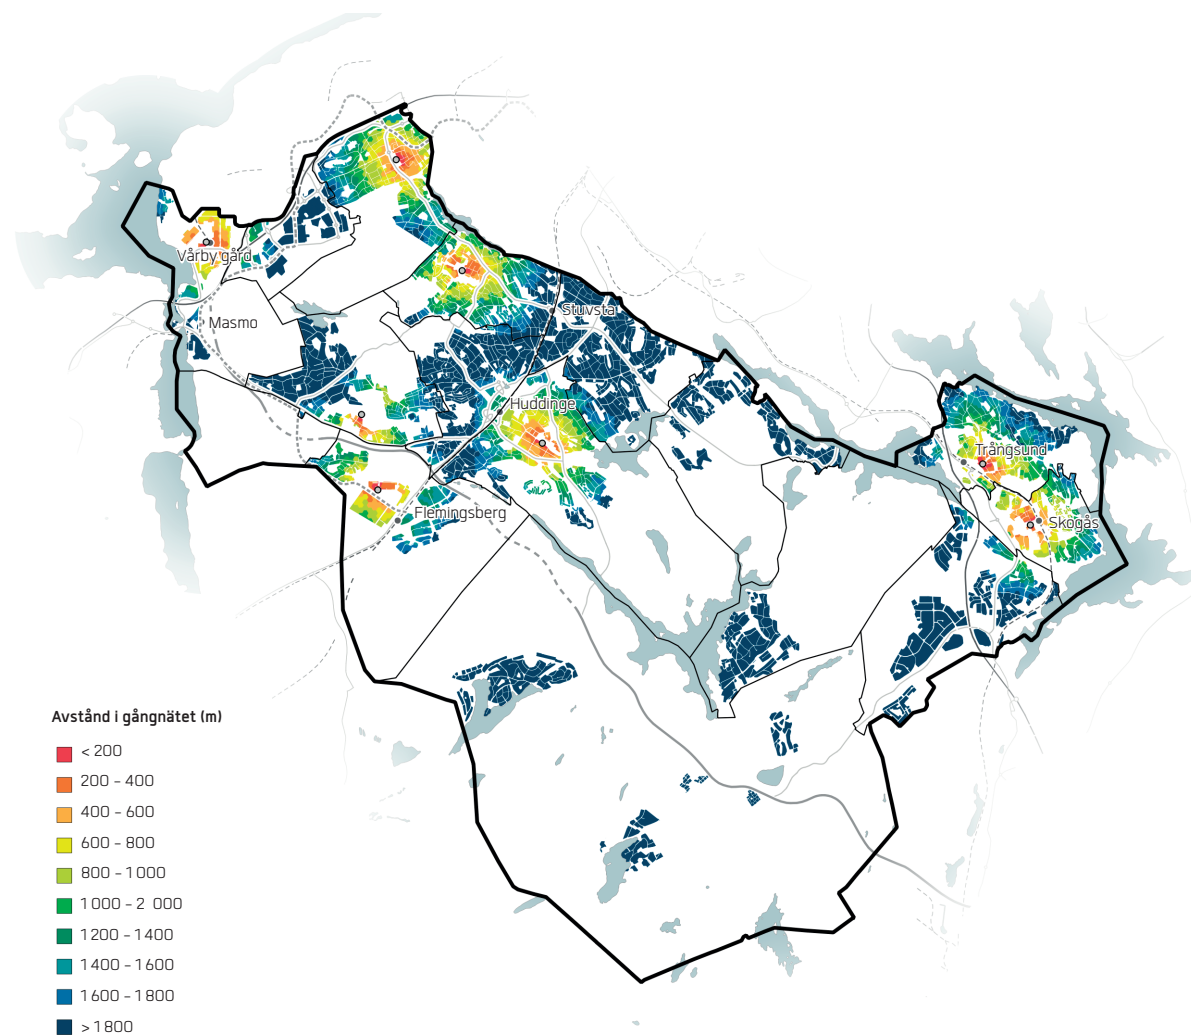 Vårby gård
Masmo
Stuvsta
Huddinge
Trångsund
Skogås
Flemingsberg
Avstånd i gångnätet (m)
< 200
200 – 400
400 – 600
600 – 800
800 – 1 000
1 000 – 2 000
1 200 – 1 400
1 400 – 1 600
1 600 – 1 800
> 1 800